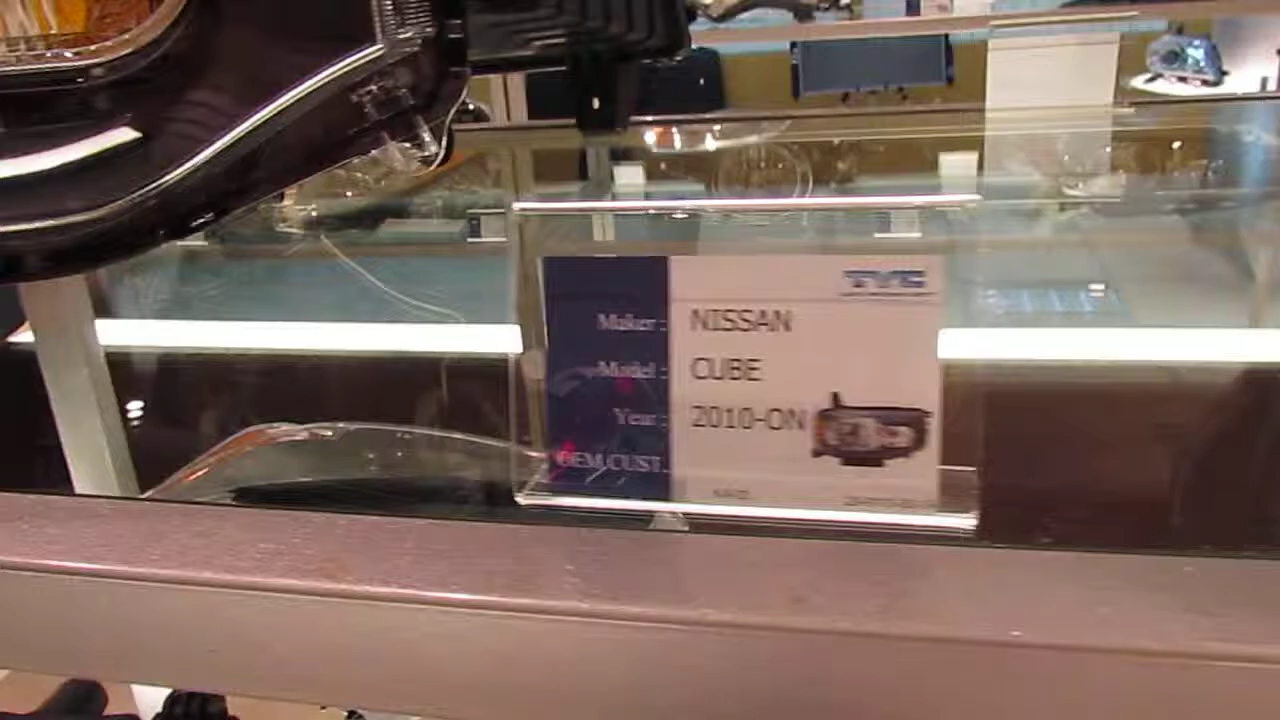 TYC
Maker : NISSAN
Model : CUBE
Year : 2010-ON
OEM CUST.